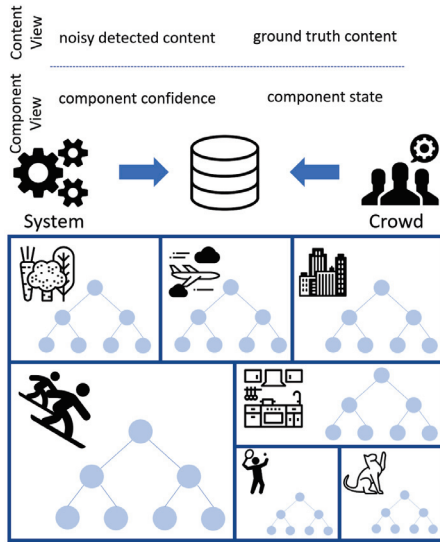 Content View
noisy detected content
ground truth content
Component View
component confidence
component state
System
Crowd